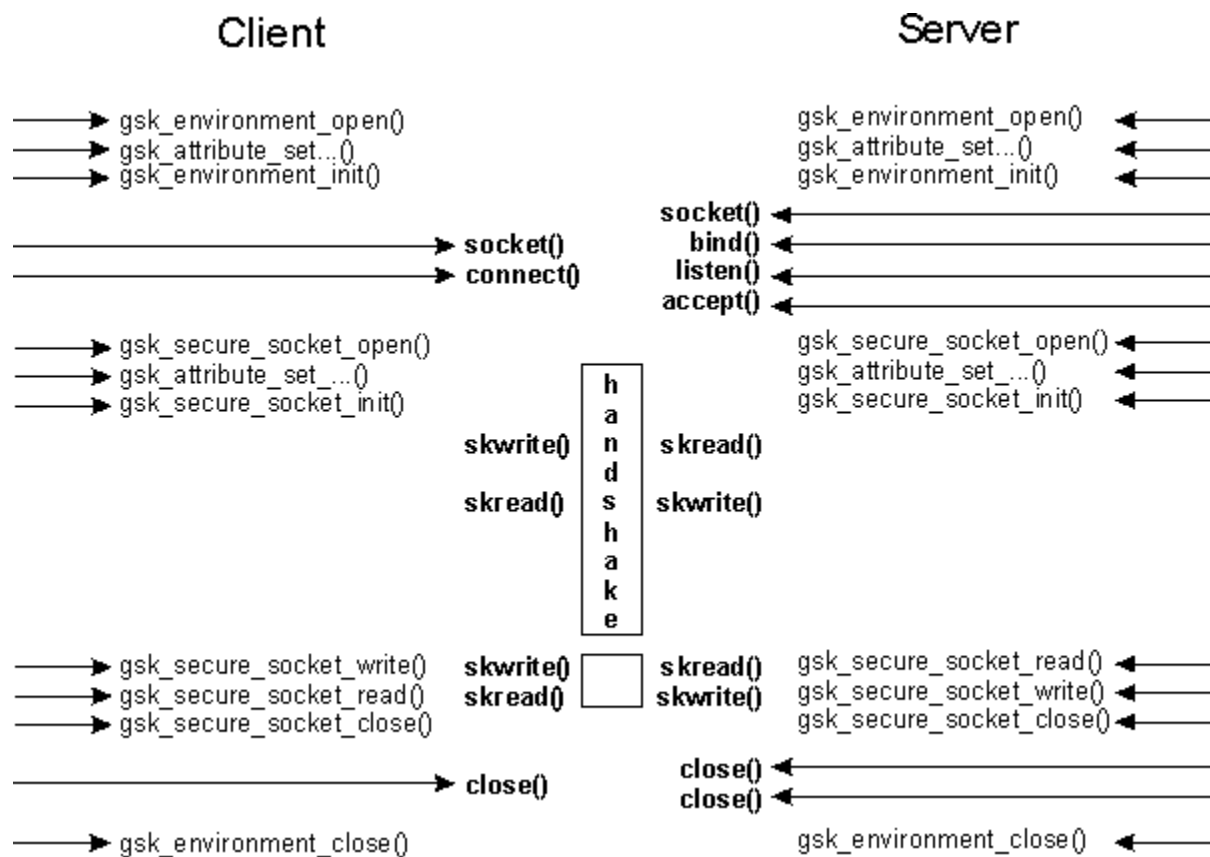 Client Server
gsk_environment_open() gsk_environment_open()
gsk_attribute_set...() gsk_attribute_set...()
gsk_environment_init() gsk_environment_init()
socket()
socket() bind()
connect() listen()
accept()
gsk_secure_socket_open() gsk_secure_socket_open()
gsk_attribute_set_...() gsk_attribute_set_...()
gsk_secure_socket_init() gsk_secure_socket_init()
handshake
skwrite() skread()
skread() skwrite()
gsk_secure_socket_write() skwrite() skread() gsk_secure_socket_read()
gsk_secure_socket_read() skread() skwrite() gsk_secure_socket_write()
gsk_secure_socket_close() gsk_secure_socket_close()
close()
close() close()
gsk_environment_close() gsk_environment_close()